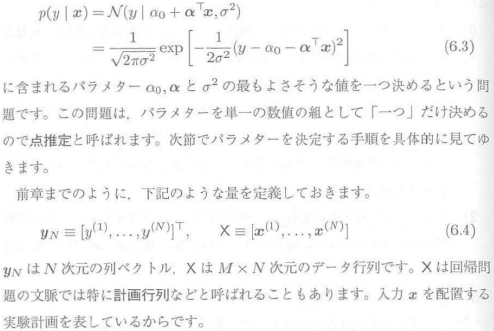 p(y | x) = N(y | α₀ + α⊤x, σ²)
= 1/√(2πσ²) exp [ −1/(2σ²) (y − α₀ − α⊤x)² ] (6.3)
に含まれるパラメター α₀, α と σ² の最もよさそうな値を一つ決めるという問
題です。この問題は，パラメターを単一の数値の組として「一つ」だけ決める
ので点推定と呼ばれます。次節でパラメターを決定する手順を具体的に見てゆ
きます。
前章までのように，下記のような量を定義しておきます。
y_N ≡ [y⁽¹⁾, . . . , y⁽ᴺ⁾]⊤, X ≡ [x⁽¹⁾, . . . , x⁽ᴺ⁾] (6.4)
y_N は N 次元の列ベクトル，X は M × N 次元のデータ行列です。X は回帰問
題の文脈では特に計画行列などと呼ばれることもあります。入力 x を配置する
実験計画を表しているからです。